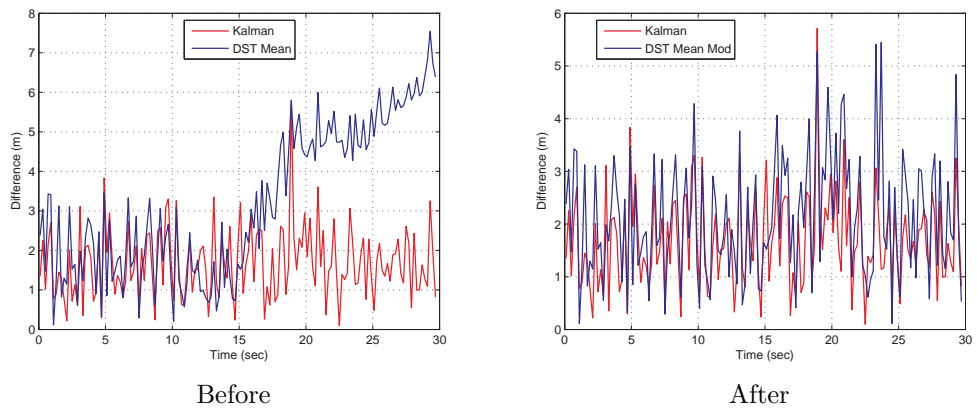 8
7
6
5
4
3
2
1
0
Difference (m)
Kalman
DST Mean
0 5 10 15 20 25 30
Time (sec)
Before
6
5
4
3
2
1
0
Difference (m)
Kalman
DST Mean Mod
0 5 10 15 20 25 30
Time (sec)
After